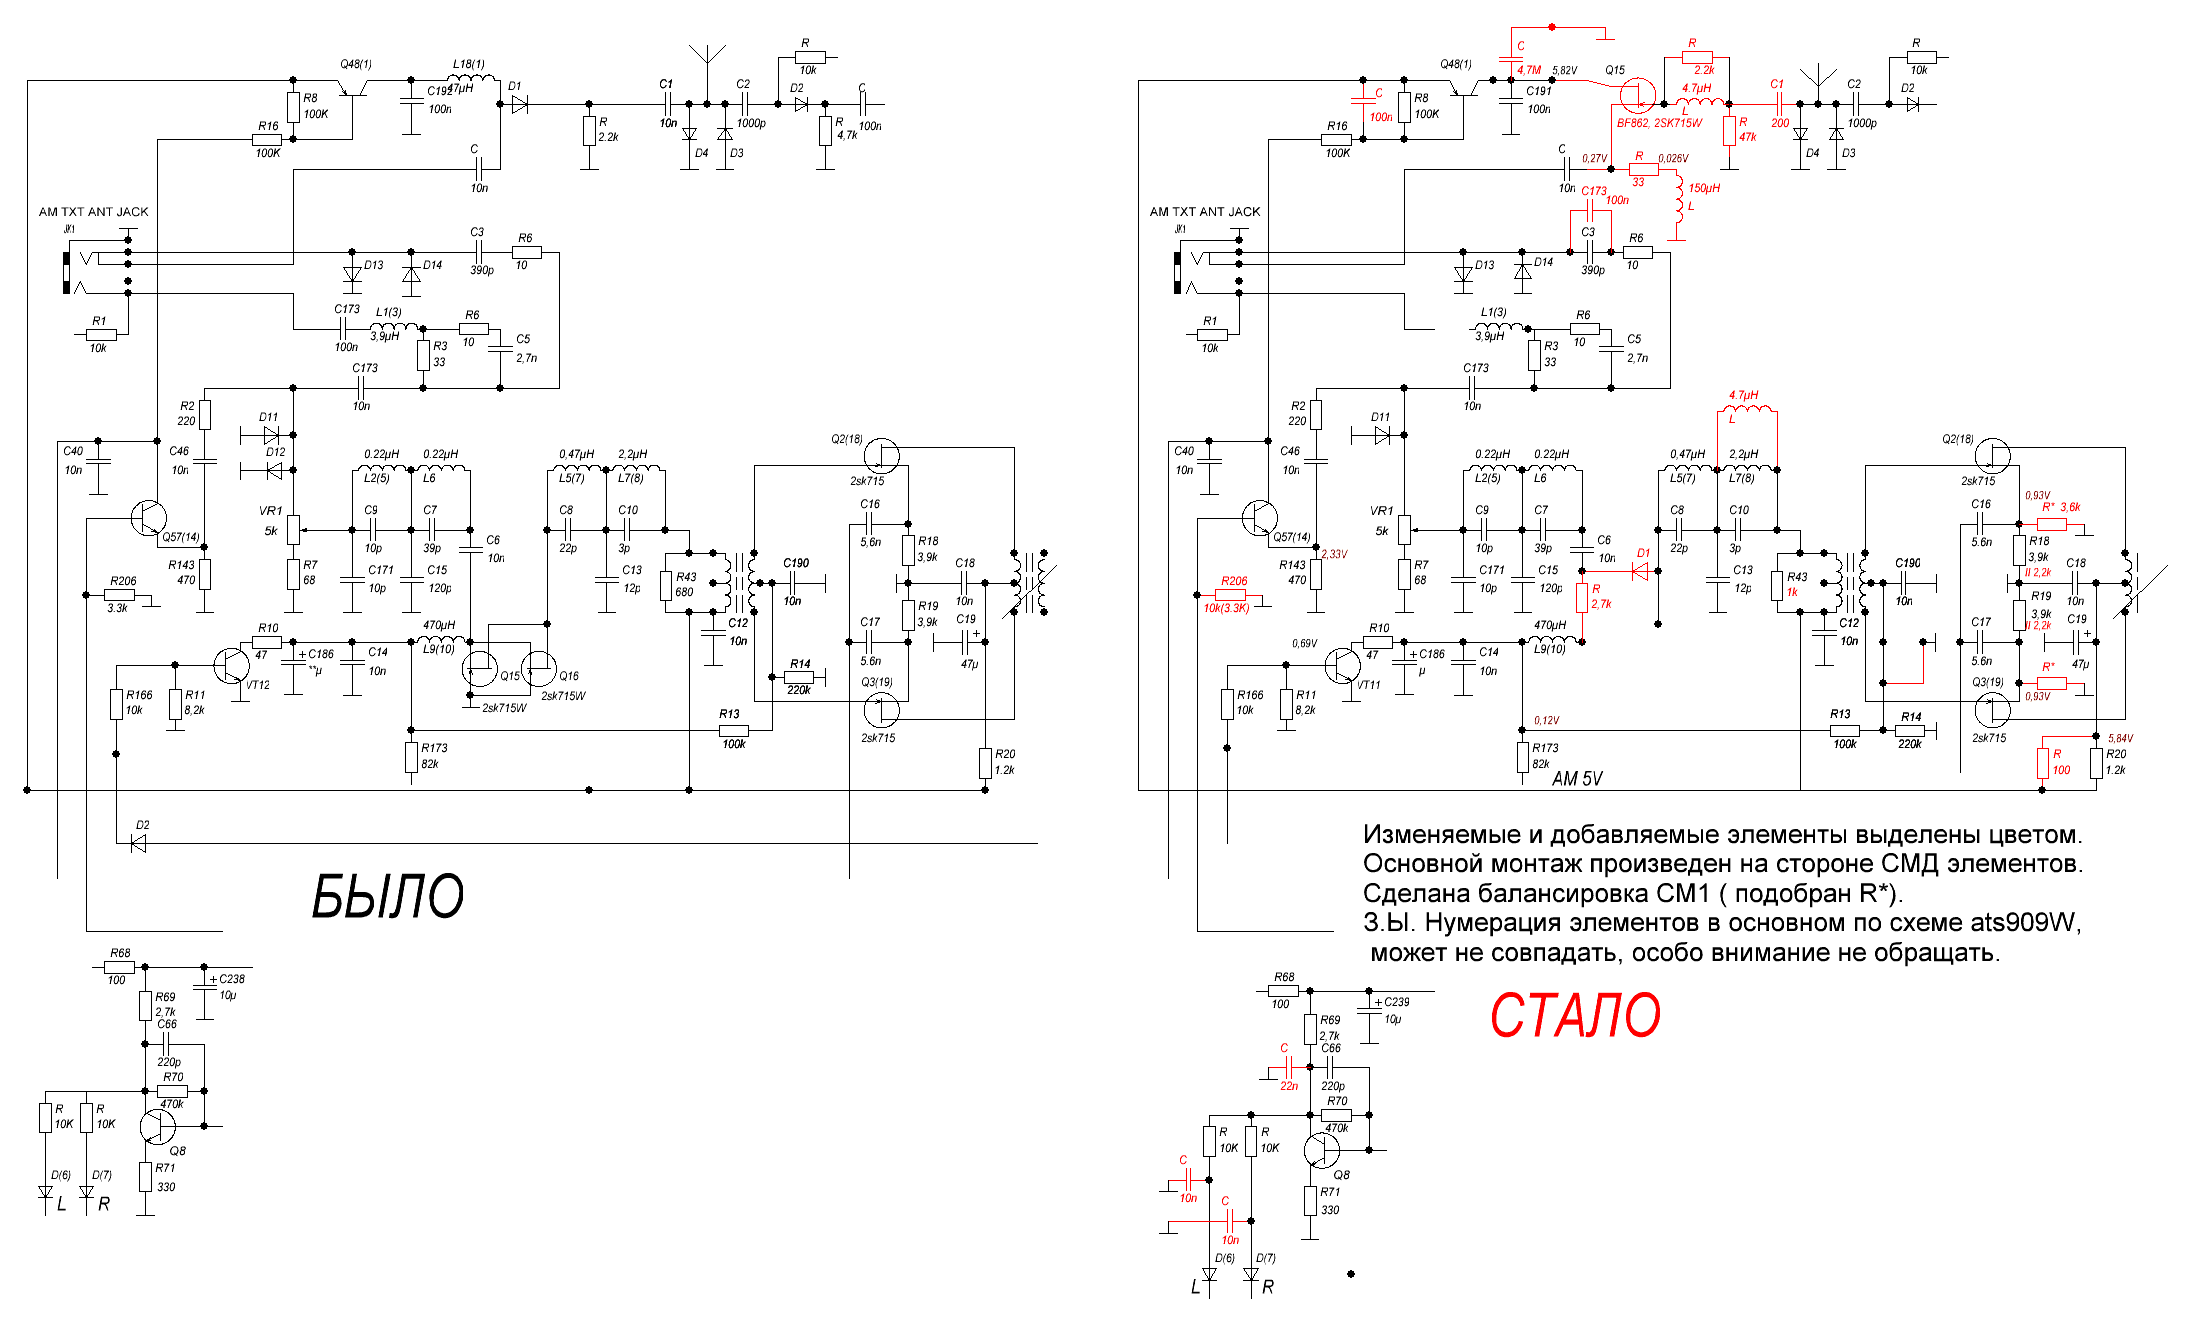 Q48(1)
L18(1)
47µH
D1
C192
100n
R8
100K
R16
100K
C
10n
R
2.2k
C1
10n
D4
D3
C2
1000p
R
10k
D2
R
4,7k
C
100n
AM TXT ANT JACK
JK1
R1
10k
D13
D14
C3
390p
R6
10
C173
100n
L1(3)
3,9µH
R3
33
R6
10
C5
2,7n
C173
10n
R2
220
C46
10n
C40
10n
Q57(14)
R143
470
R206
3.3k
D11
D12
VR1
5k
R7
68
0.22µH
L2(5)
0.22µH
L6
C9
10p
C7
39p
C6
10n
C171
10p
C15
120p
0,47µH
L5(7)
2,2µH
L7(8)
C8
22p
C10
3p
C13
12p
R43
680
C12
10n
C190
10n
Q2(18)
2sk715
C16
5,6n
R18
3,9k
R19
3,9k
C17
5.6n
C18
10n
C19
47µ
+
Q3(19)
2sk715
R14
220k
R13
100k
R20
1.2k
R10
47
VT12
+ C186
**µ
C14
10n
470µH
L9(10)
Q15
2sk715W
Q16
2sk715W
R166
10k
R11
8,2k
R173
82k
D2
БЫЛО
R68
100
R69
2,7k
+ C238
10µ
C66
220p
R70
470k
Q8
R71
330
R
10K
R
10K
D(6)
L
D(7)
R
Q48(1)
C
4,7M
5,82V
C191
100n
C
100n
R8
100K
R16
100K
Q15
BF862, 2SK715W
R
2.2k
4.7µH
L
C1
200
R
47k
D4
D3
C2
1000p
R
10k
D2
C
10n
0,27V
R
33
0,026V
150µH
L
C173
100n
C3
390p
R6
10
AM TXT ANT JACK
JK1
R1
10k
D13
D14
L1(3)
3,9µH
R3
33
R6
10
C5
2,7n
C173
10n
R2
220
C46
10n
C40
10n
Q57(14)
2,33V
R143
470
R206
10k(3.3K)
D11
VR1
5k
R7
68
0.22µH
L2(5)
0.22µH
L6
C9
10p
C7
39p
C6
10n
C171
10p
C15
120p
R
2,7k
D1
4.7µH
L
0,47µH
L5(7)
2,2µH
L7(8)
C8
22p
C10
3p
C13
12p
R43
1k
C12
10n
C190
10n
Q2(18)
2sk715
C16
5.6n
0,93V
R* 3,6k
R18
3,9k
II 2,2k
R19
3,9k
II 2,2k
C17
5.6n
C18
10n
C19
47µ
+
R*
0,93V
Q3(19)
2sk715
R13
100k
R14
220k
5,84V
R
100
R20
1.2k
0,69V
R10
47
VT11
+ C186
µ
C14
10n
470µH
L9(10)
R166
10k
R11
8,2k
0,12V
R173
82k
AM 5V
Изменяемые и добавляемые элементы выделены цветом.
Основной монтаж произведен на стороне СМД элементов.
Сделана балансировка СМ1 ( подобран R*).
З.Ы. Нумерация элементов в основном по схеме ats909W,
может не совпадать, особо внимание не обращать.
СТАЛО
R68
100
R69
2,7k
+ C239
10µ
C
22n
C66
220p
R70
470k
Q8
R71
330
R
10K
R
10K
C
10n
C
10n
D(6)
L
D(7)
R